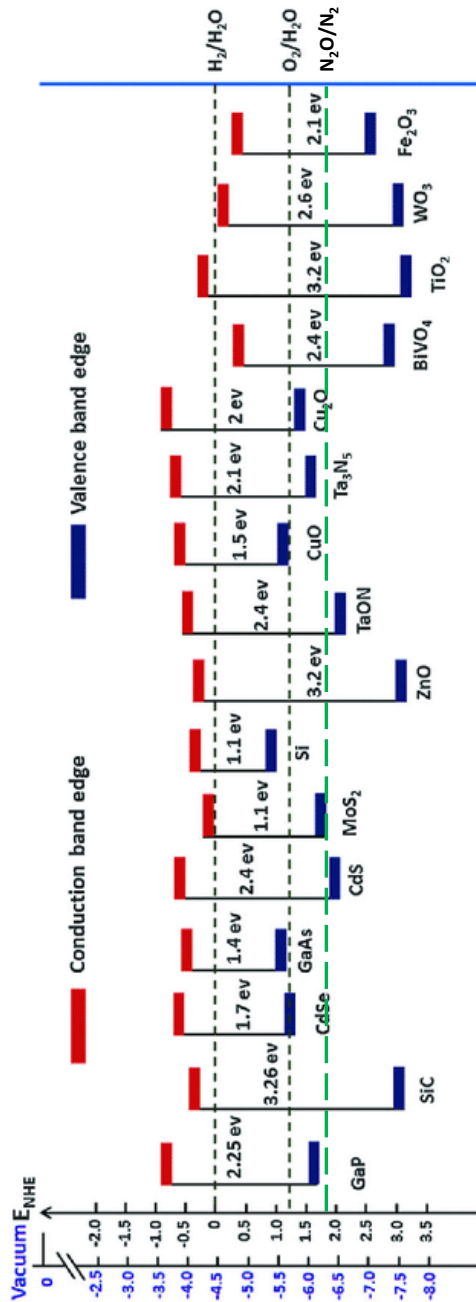 Vacuum E_NHE
0
-2.5 -2.0
-3.0 -1.5
-3.5 -1.0
-4.0 -0.5
-4.5 0
-5.0 0.5
-5.5 1.0
-6.0 1.5
-6.5 2.0
-7.0 2.5
-7.5 3.0
-8.0 3.5
Conduction band edge
Valence band edge
H₂/H₂O
O₂/H₂O
N₂O/N₂
2.25 ev
3.26 ev
1.7 ev
1.4 ev
2.4 ev
1.1 ev
1.1 ev
3.2 ev
2.4 ev
1.5 ev
2.1 ev
2 ev
2.4 ev
3.2 ev
2.6 ev
2.1 ev
GaP
SiC
CdSe
GaAs
CdS
MoS₂
Si
ZnO
TaON
CuO
Ta₃N₅
Cu₂O
BiVO₄
TiO₂
WO₃
Fe₂O₃